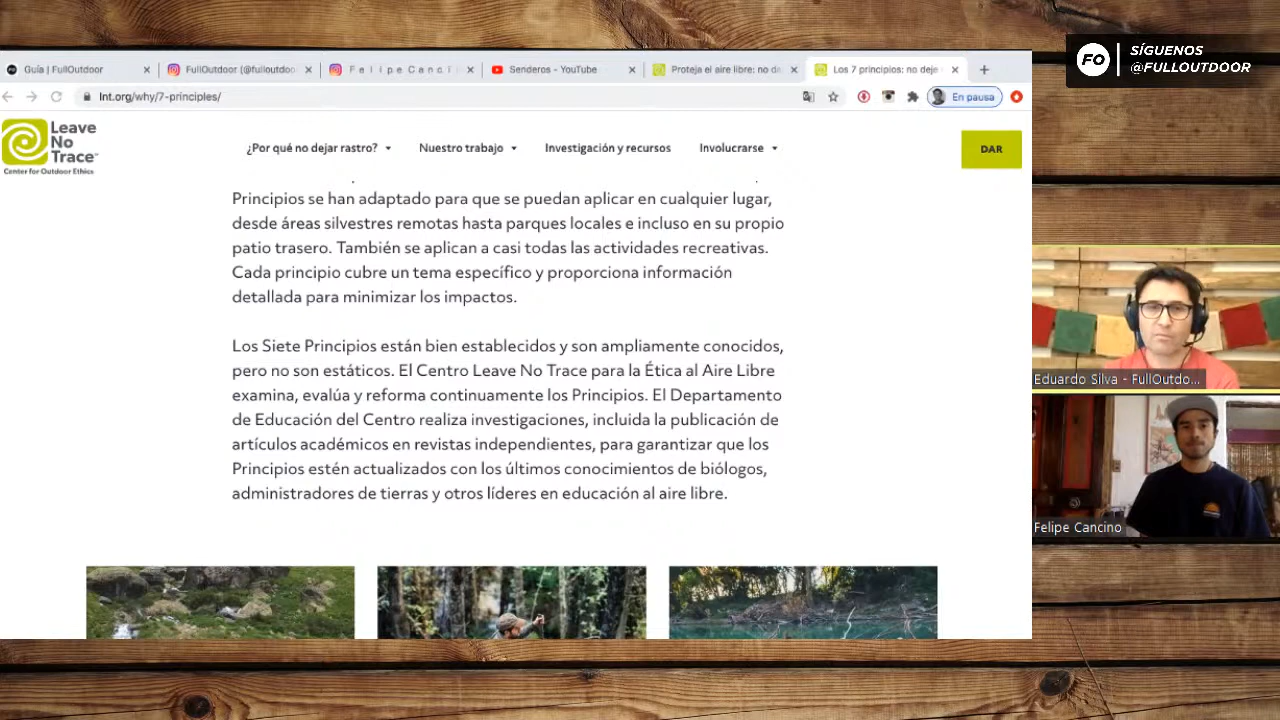 FO
SÍGUENOS
@FULLOUTDOOR
Guía | FullOutdoor
FullOutdoor (@fulloutdo
F e l i p e C a n c i
Senderos - YouTube
Proteja el aire libre: no d
Los 7 principios: no deje
lnt.org/why/7-principles/
En pausa
Leave
No
Trace™
Center for Outdoor Ethics
¿Por qué no dejar rastro?
Nuestro trabajo
Investigación y recursos
Involucrarse
DAR
Principios se han adaptado para que se puedan aplicar en cualquier lugar,
desde áreas silvestres remotas hasta parques locales e incluso en su propio
patio trasero. También se aplican a casi todas las actividades recreativas.
Cada principio cubre un tema específico y proporciona información
detallada para minimizar los impactos.
Los Siete Principios están bien establecidos y son ampliamente conocidos,
pero no son estáticos. El Centro Leave No Trace para la Ética al Aire Libre
examina, evalúa y reforma continuamente los Principios. El Departamento
de Educación del Centro realiza investigaciones, incluida la publicación de
artículos académicos en revistas independientes, para garantizar que los
Principios estén actualizados con los últimos conocimientos de biólogos,
administradores de tierras y otros líderes en educación al aire libre.
Eduardo Silva - FullOutdo...
Felipe Cancino